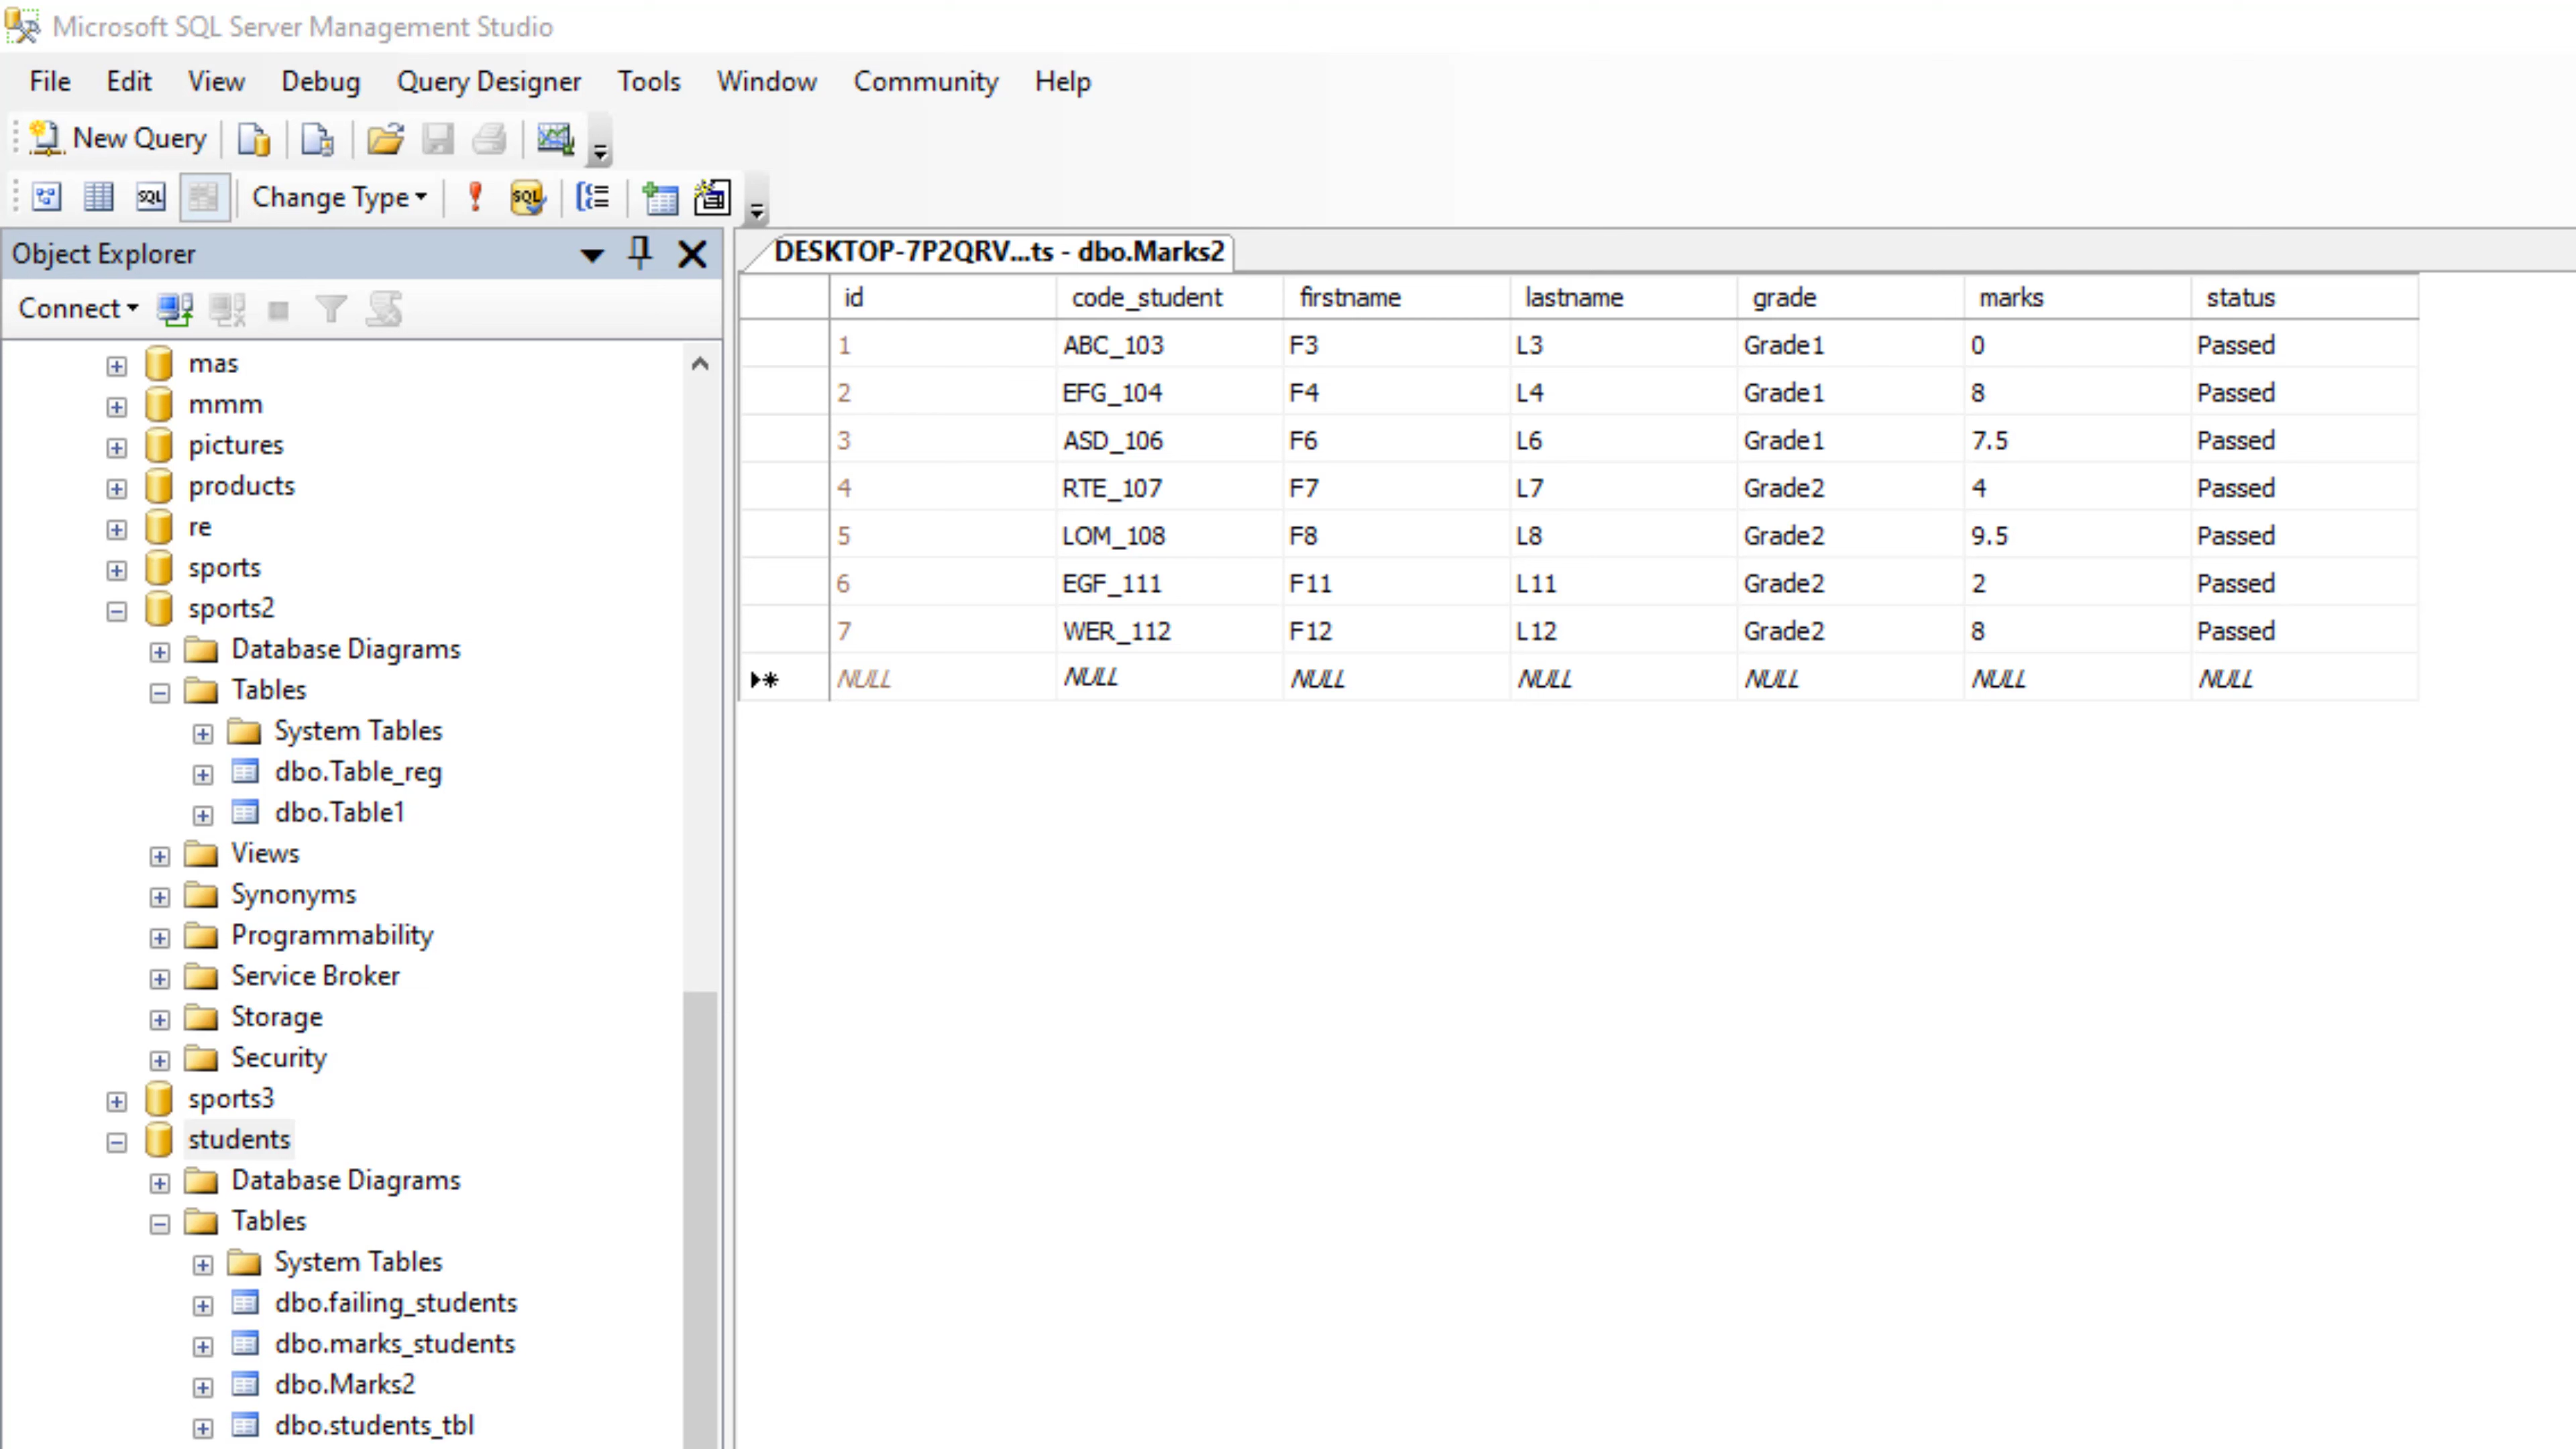 Microsoft SQL Server Management Studio
File Edit View Debug Query Designer Tools Window Community Help
New Query
SQL Change Type SQL
Object Explorer
Connect
mas
mmm
pictures
products
re
sports
sports2
Database Diagrams
Tables
System Tables
dbo.Table_reg
dbo.Table1
Views
Synonyms
Programmability
Service Broker
Storage
Security
sports3
students
Database Diagrams
Tables
System Tables
dbo.failing_students
dbo.marks_students
dbo.Marks2
dbo.students_tbl
DESKTOP-7P2QRV...ts - dbo.Marks2
id code_student firstname lastname grade marks status
1 ABC_103 F3 L3 Grade1 0 Passed
2 EFG_104 F4 L4 Grade1 8 Passed
3 ASD_106 F6 L6 Grade1 7.5 Passed
4 RTE_107 F7 L7 Grade2 4 Passed
5 LOM_108 F8 L8 Grade2 9.5 Passed
6 EGF_111 F11 L11 Grade2 2 Passed
7 WER_112 F12 L12 Grade2 8 Passed
NULL NULL NULL NULL NULL NULL NULL